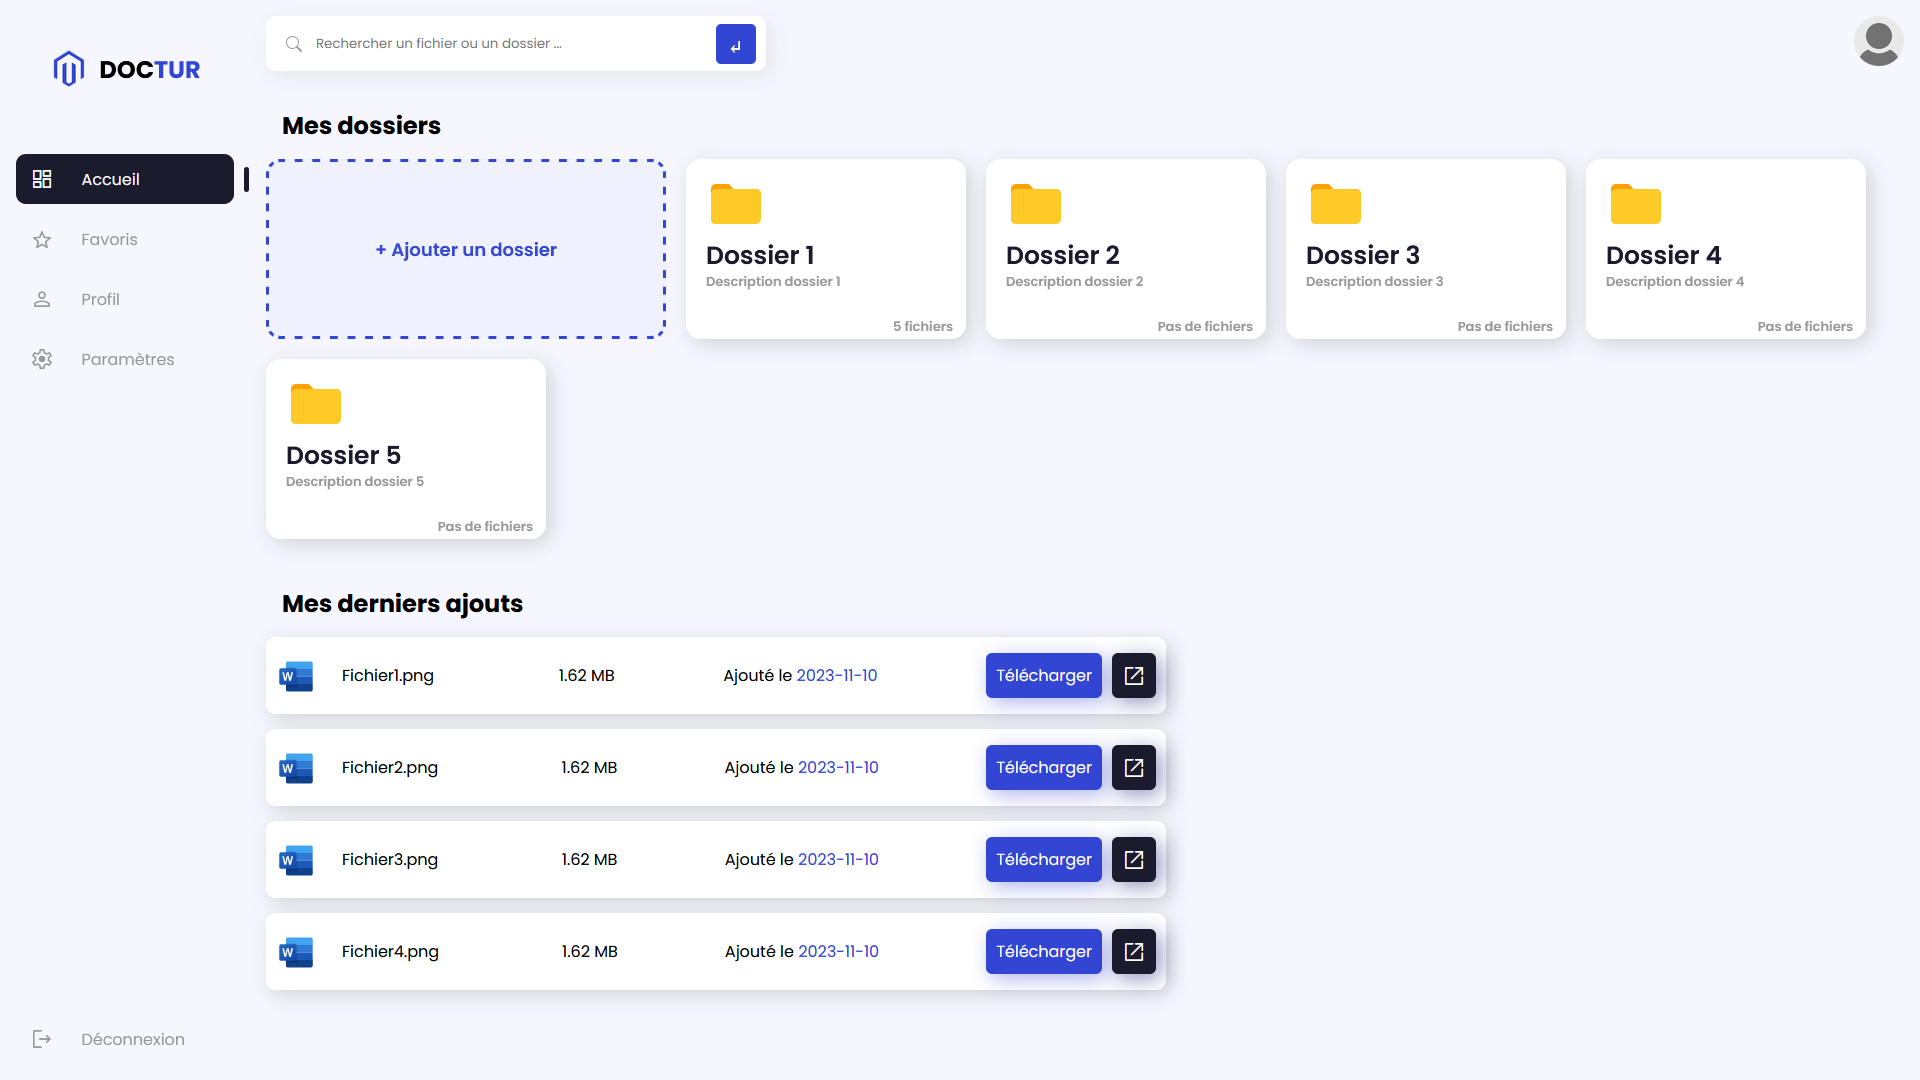 DOCTUR
Rechercher un fichier ou un dossier ...
Accueil
Favoris
Profil
Paramètres
Déconnexion
Mes dossiers
+ Ajouter un dossier
Dossier 1
Description dossier 1
5 fichiers
Dossier 2
Description dossier 2
Pas de fichiers
Dossier 3
Description dossier 3
Pas de fichiers
Dossier 4
Description dossier 4
Pas de fichiers
Dossier 5
Description dossier 5
Pas de fichiers
Mes derniers ajouts
W Fichier1.png 1.62 MB Ajouté le 2023-11-10 Télécharger
W Fichier2.png 1.62 MB Ajouté le 2023-11-10 Télécharger
W Fichier3.png 1.62 MB Ajouté le 2023-11-10 Télécharger
W Fichier4.png 1.62 MB Ajouté le 2023-11-10 Télécharger